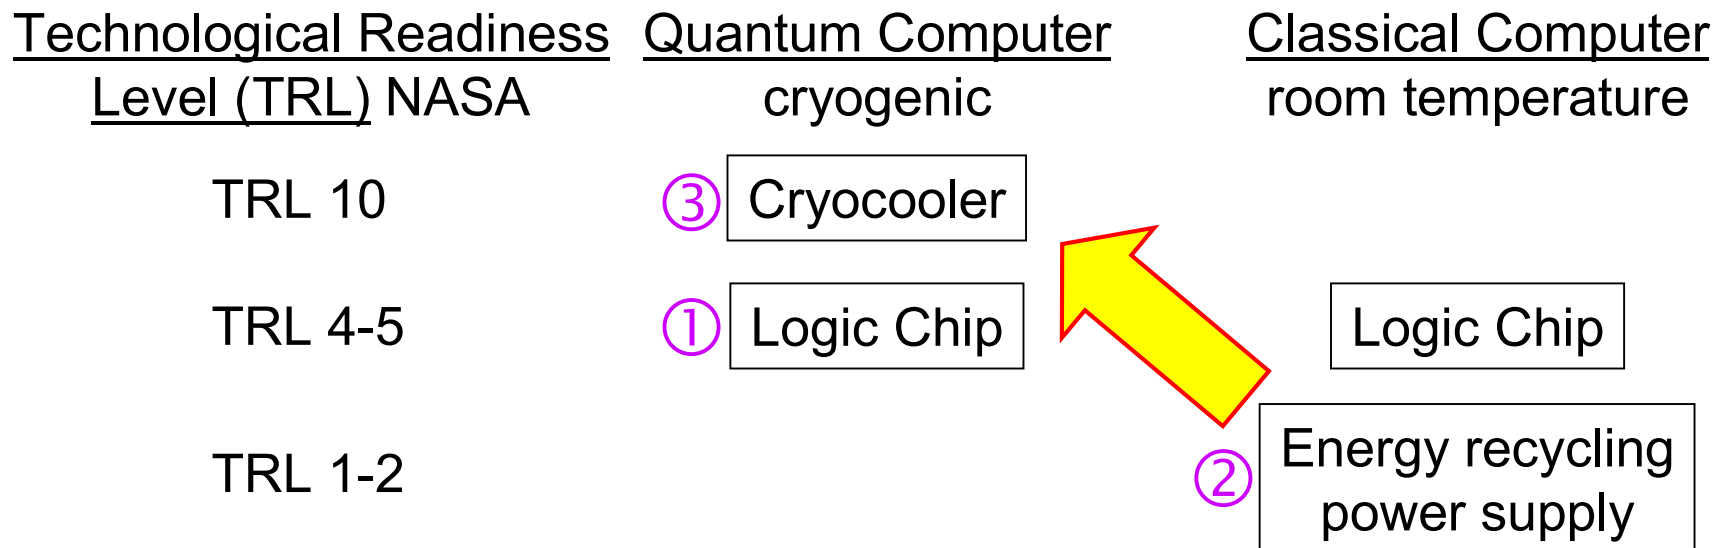 Technological Readiness Quantum Computer Classical Computer
Level (TRL) NASA cryogenic room temperature
TRL 10 ③ Cryocooler
TRL 4-5 ① Logic Chip Logic Chip
Energy recycling
TRL 1-2 ②
power supply